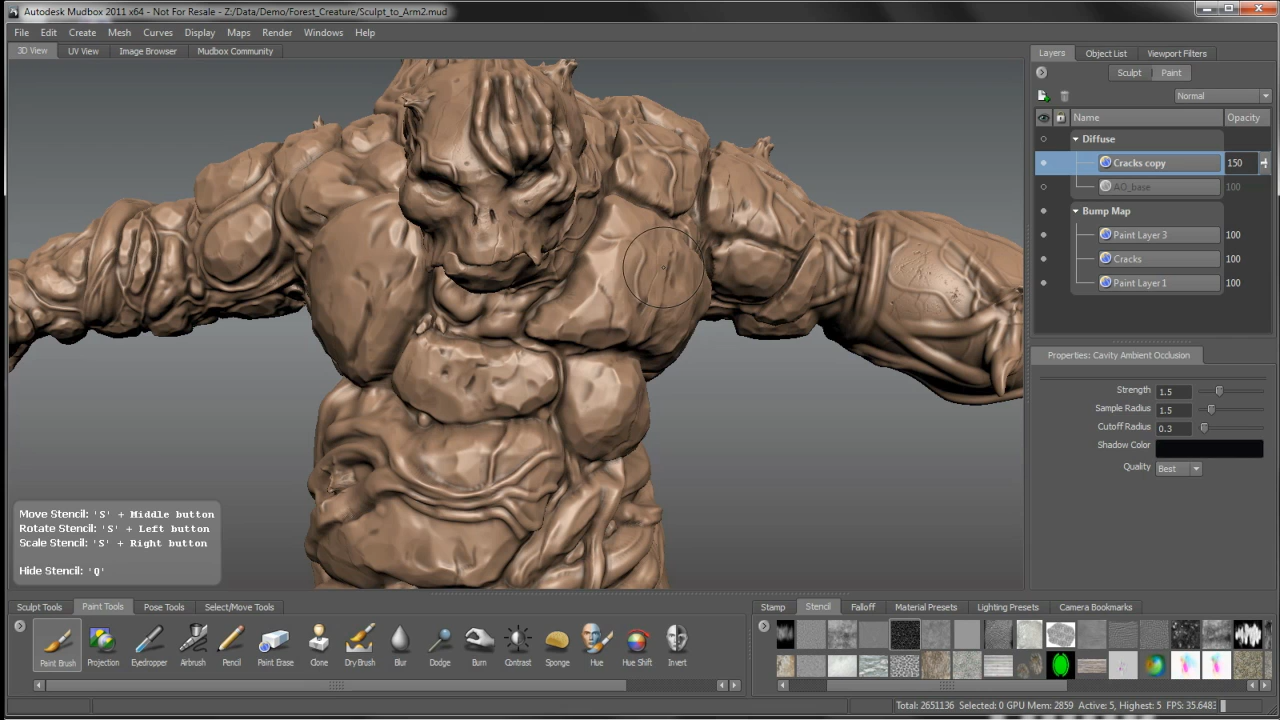 Autodesk Mudbox 2011 x64 - Not For Resale - Z:/Data/Demo/Forest_Creature/Sculpt_to_Arm2.mud
File Edit Create Mesh Curves Display Maps Render Windows Help
3D View UV View Image Browser Mudbox Community
Layers Object List Viewport Filters
Sculpt Paint
Normal
Name Opacity
Diffuse
Cracks copy 150
AO_base 100
Bump Map
Paint Layer 3 100
Cracks 100
Paint Layer 1 100
Properties: Cavity Ambient Occlusion
Strength 1.5
Sample Radius 1.5
Cutoff Radius 0.3
Shadow Color
Quality Best
Move Stencil: 'S' + Middle button
Rotate Stencil: 'S' + Left button
Scale Stencil: 'S' + Right button
Hide Stencil: 'Q'
Sculpt Tools Paint Tools Pose Tools Select/Move Tools
Paint Brush Projection Eyedropper Airbrush Pencil Paint Erase Clone Dry Brush Blur Dodge Burn Contrast Sponge Hue Hue Shift Invert
Stamp Stencil Falloff Material Presets Lighting Presets Camera Bookmarks
Total: 2651136 Selected: 0 GPU Mem: 2859 Active: 5, Highest: 5 FPS: 35.6483